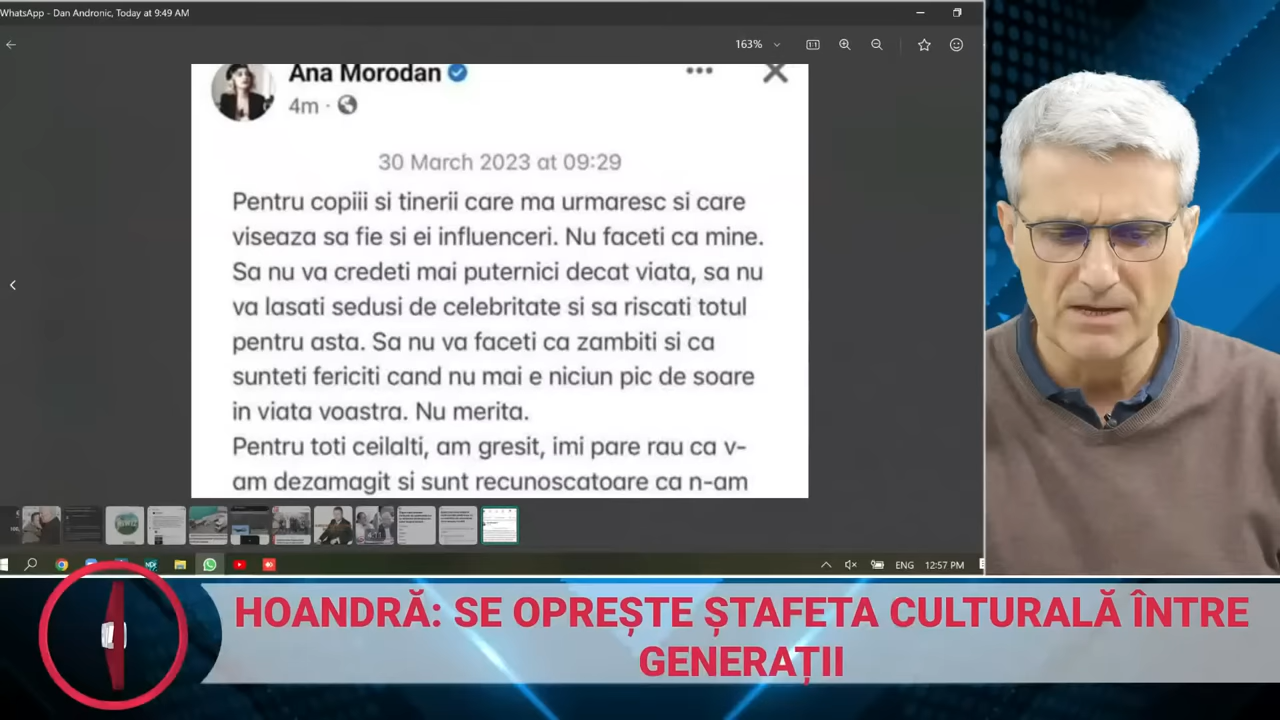 WhatsApp - Dan Andronic, Today at 9:49 AM
163%
Ana Morodan
4m ·
30 March 2023 at 09:29
Pentru copiii si tinerii care ma urmaresc si care
viseaza sa fie si ei influenceri. Nu faceti ca mine.
Sa nu va credeti mai puternici decat viata, sa nu
va lasati sedusi de celebritate si sa riscati totul
pentru asta. Sa nu va faceti ca zambiti si ca
sunteti fericiti cand nu mai e niciun pic de soare
in viata voastra. Nu merita.
Pentru toti ceilalti, am gresit, imi pare rau ca v-
am dezamagit si sunt recunoscatoare ca n-am
ENG 12:57 PM
HOANDRĂ: SE OPREȘTE ȘTAFETA CULTURALĂ ÎNTRE
GENERAȚII